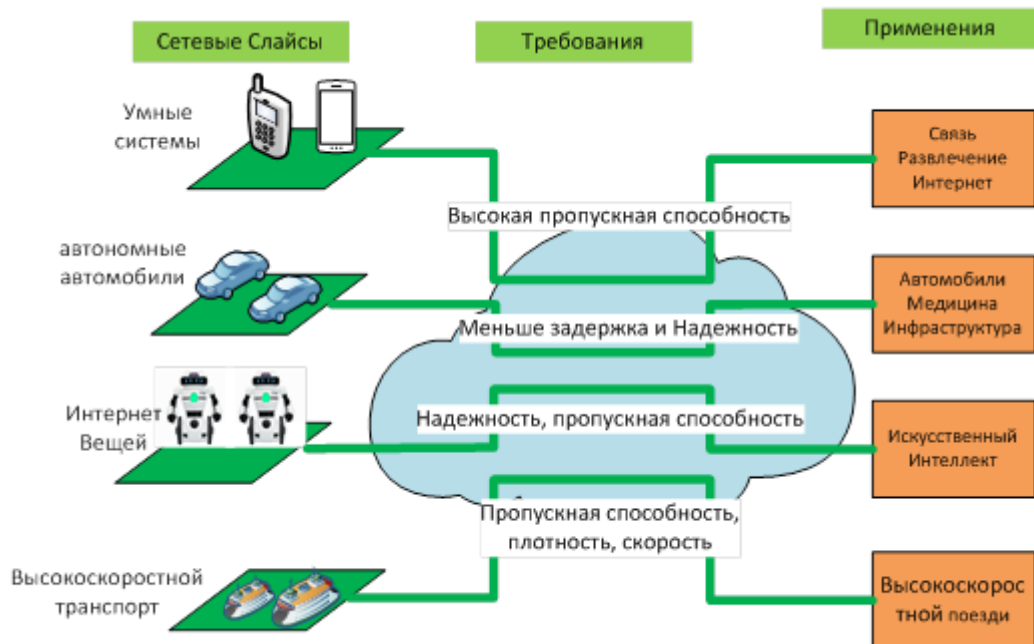 Сетевые Слайсы
Требования
Применения
Умные
системы
Высокая пропускная способность
Связь
Развлечение
Интернет
автономные
автомобили
Меньше задержка и Надежность
Автомобили
Медицина
Инфраструктура
Интернет
Вещей
Надежность, пропускная способность
Искусственный
Интеллект
Высокоскоростной
транспорт
Пропускная способность,
плотность, скорость
Высокоскорос
тной поезди